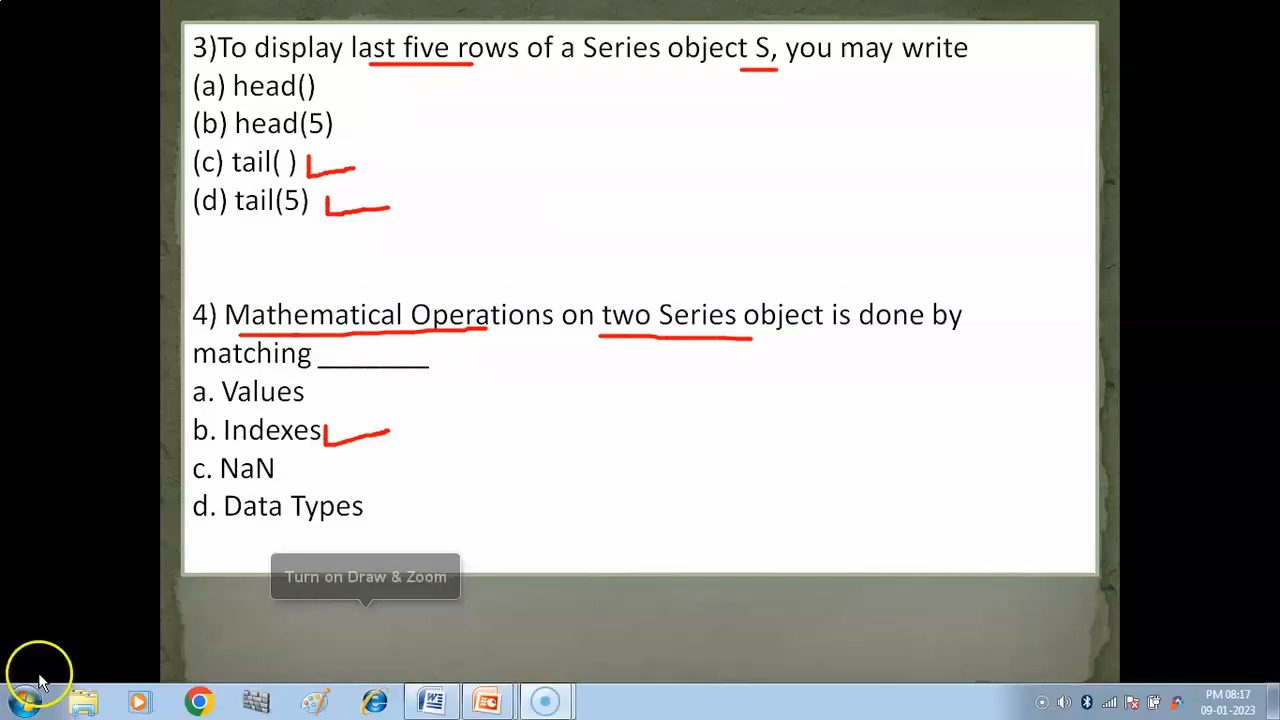 3)To display last five rows of a Series object S, you may write
(a) head()
(b) head(5)
(c) tail( )
(d) tail(5)
4) Mathematical Operations on two Series object is done by
matching _______
a. Values
b. Indexes
c. NaN
d. Data Types
Turn on Draw & Zoom
PM 08:17
09-01-2023